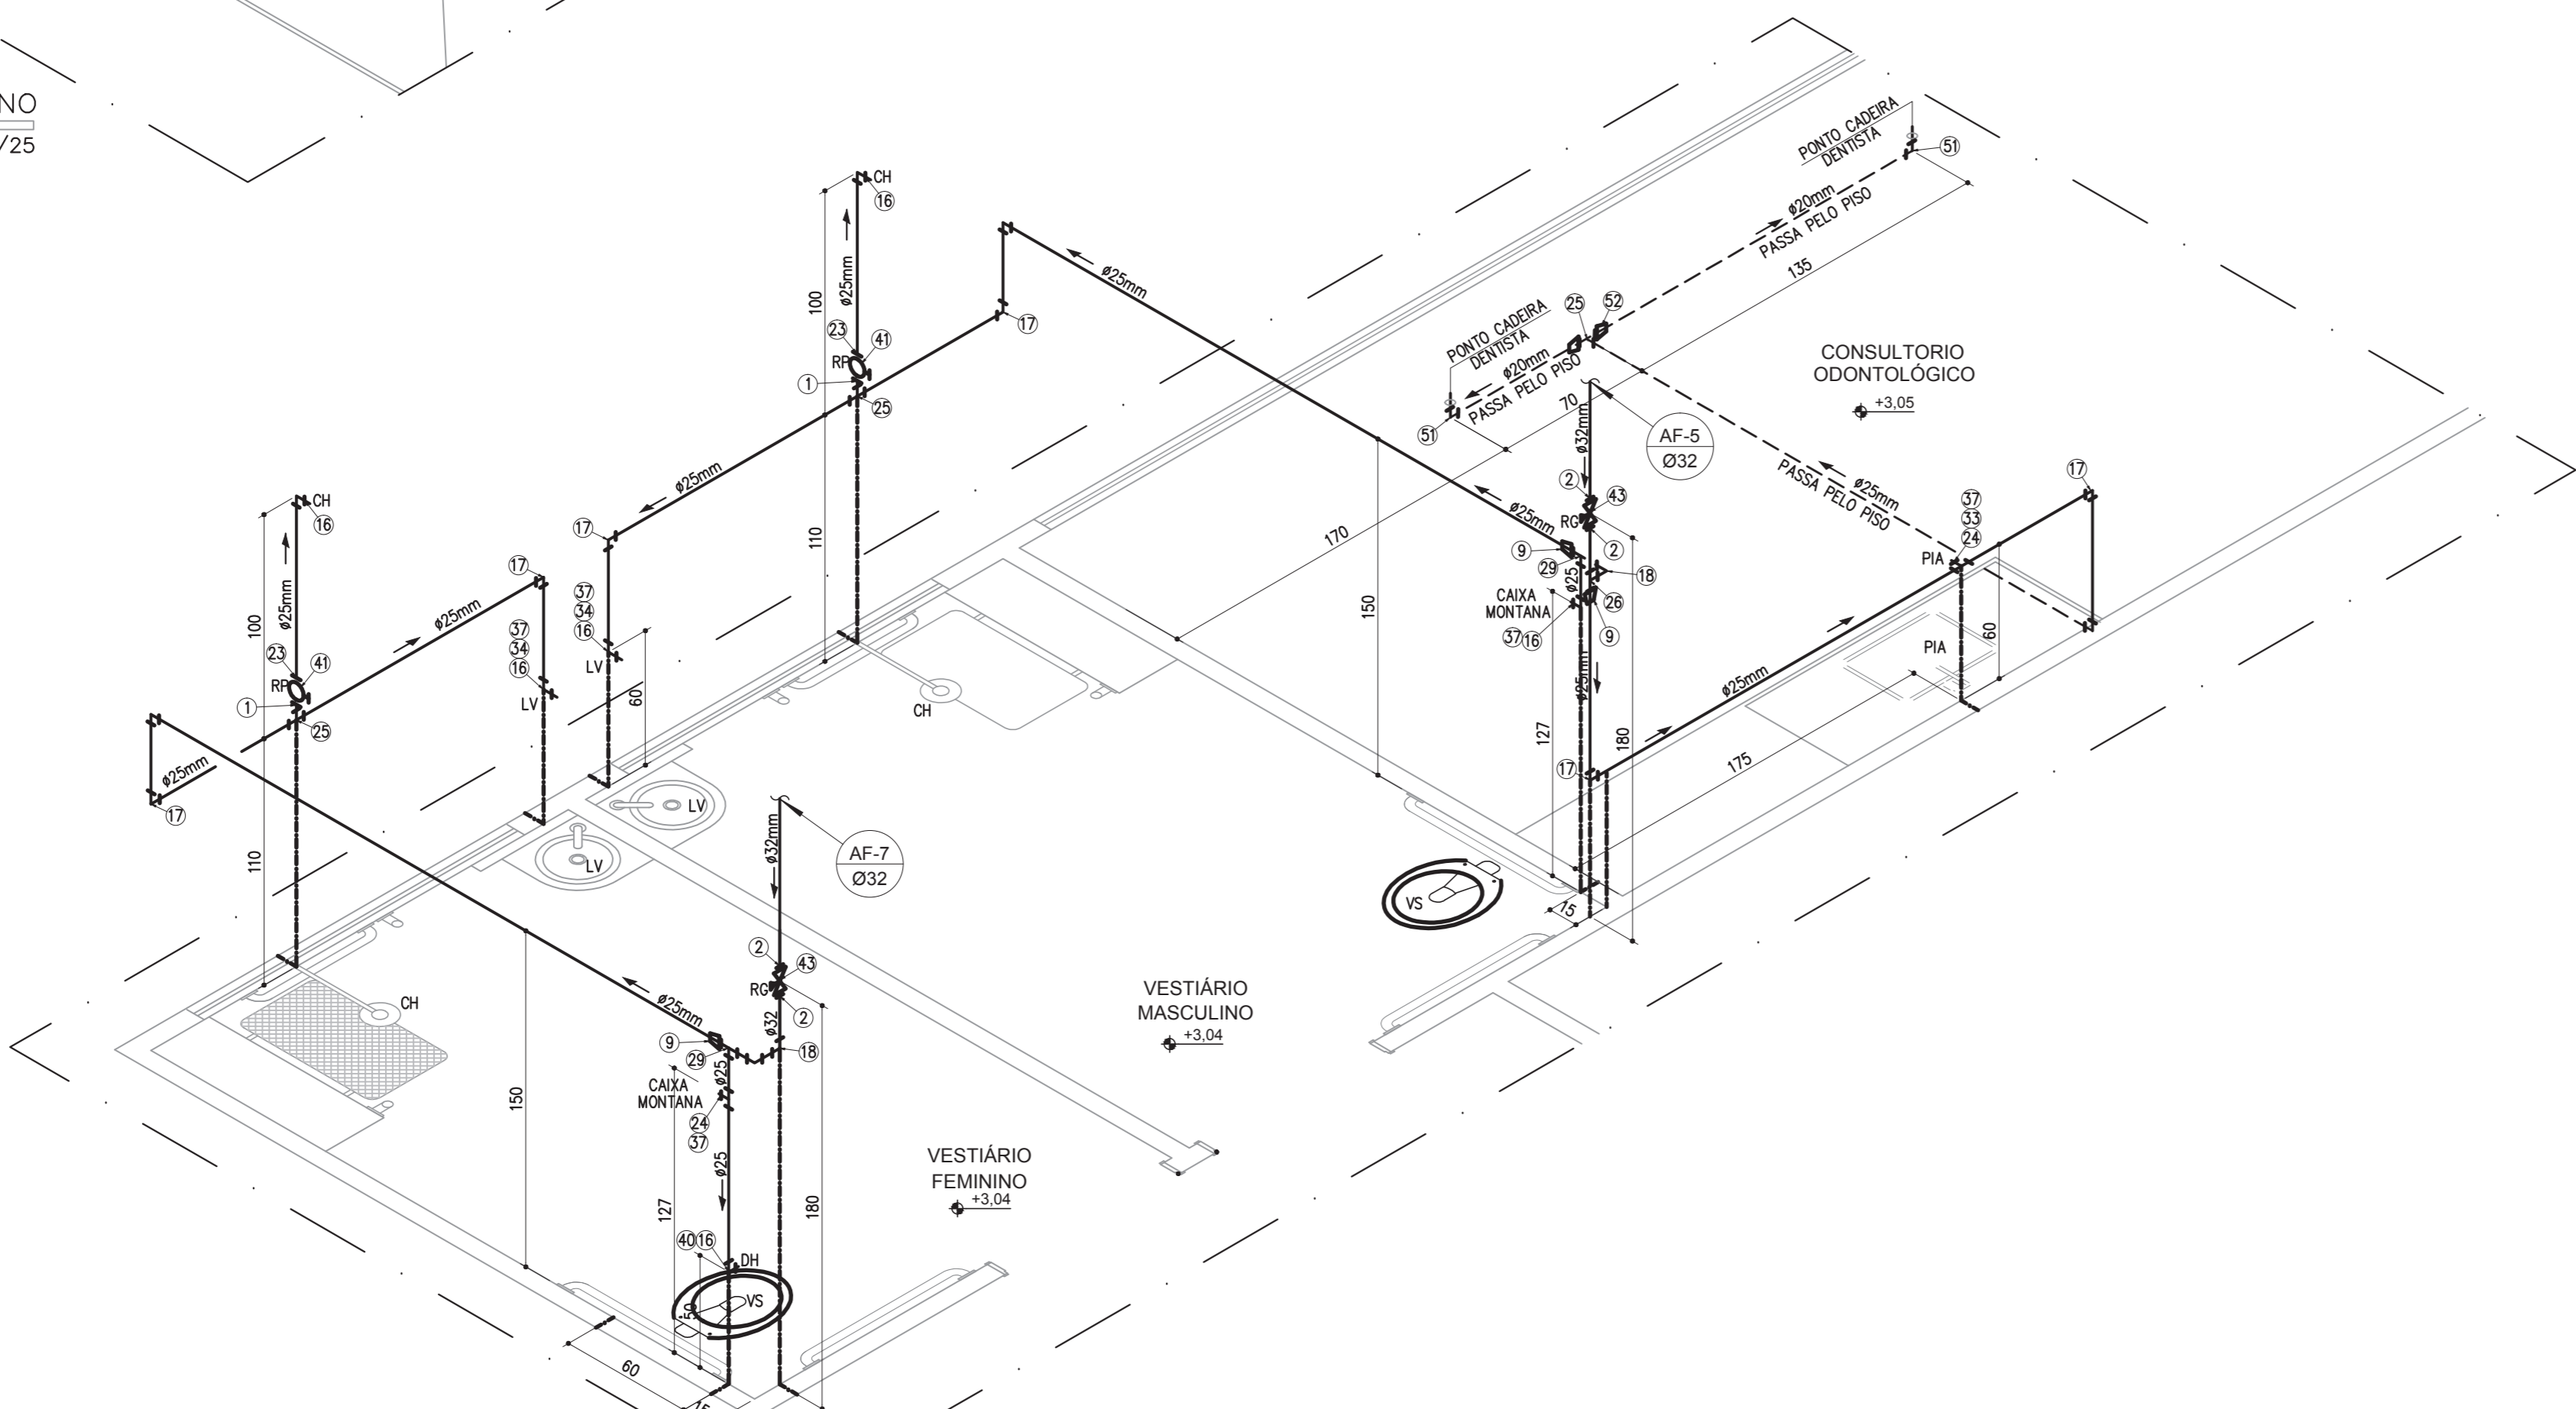 NO
/25
CH
16
ø25mm
100
23
41
RP
1
25
110
17
ø25mm
ø25mm
17
37
34
16
LV
60
CH
PONTO CADEIRA
DENTISTA
51
ø20mm
PASSA PELO PISO
135
25
52
PONTO CADEIRA
DENTISTA
ø20mm
PASSA PELO PISO
70
51
CONSULTORIO
ODONTOLÓGICO
+3,05
AF-5
Ø32
ø32mm
2
43
RG
2
ø25mm
9
29
ø25
18
26
9
CAIXA
MONTANA
37
16
170
150
127
ø25mm
180
17
15
PASSA PELO PISO
ø25mm
17
37
33
24
PIA
60
PIA
ø25mm
175
VS
CH
16
ø25mm
100
23
41
RP
1
25
110
17
ø25mm
37
34
16
LV
ø25mm
17
LV
LV
CH
AF-7
Ø32
ø32mm
2
43
RG
2
ø32
18
ø25mm
9
29
ø25
CAIXA
MONTANA
24
37
150
127
ø25
180
40
16
DH
VS
50
60
15
VESTIÁRIO
MASCULINO
+3,04
VESTIÁRIO
FEMININO
+3,04